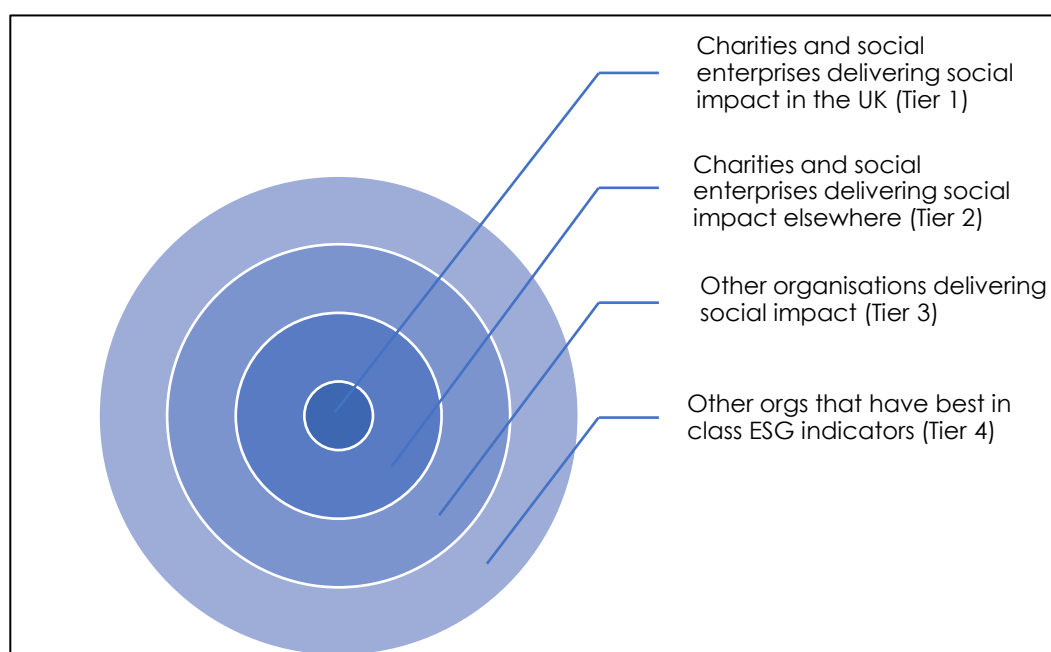 Charities and social
enterprises delivering social
impact in the UK (Tier 1)
Charities and social
enterprises delivering social
impact elsewhere (Tier 2)
Other organisations delivering
social impact (Tier 3)
Other orgs that have best in
class ESG indicators (Tier 4)